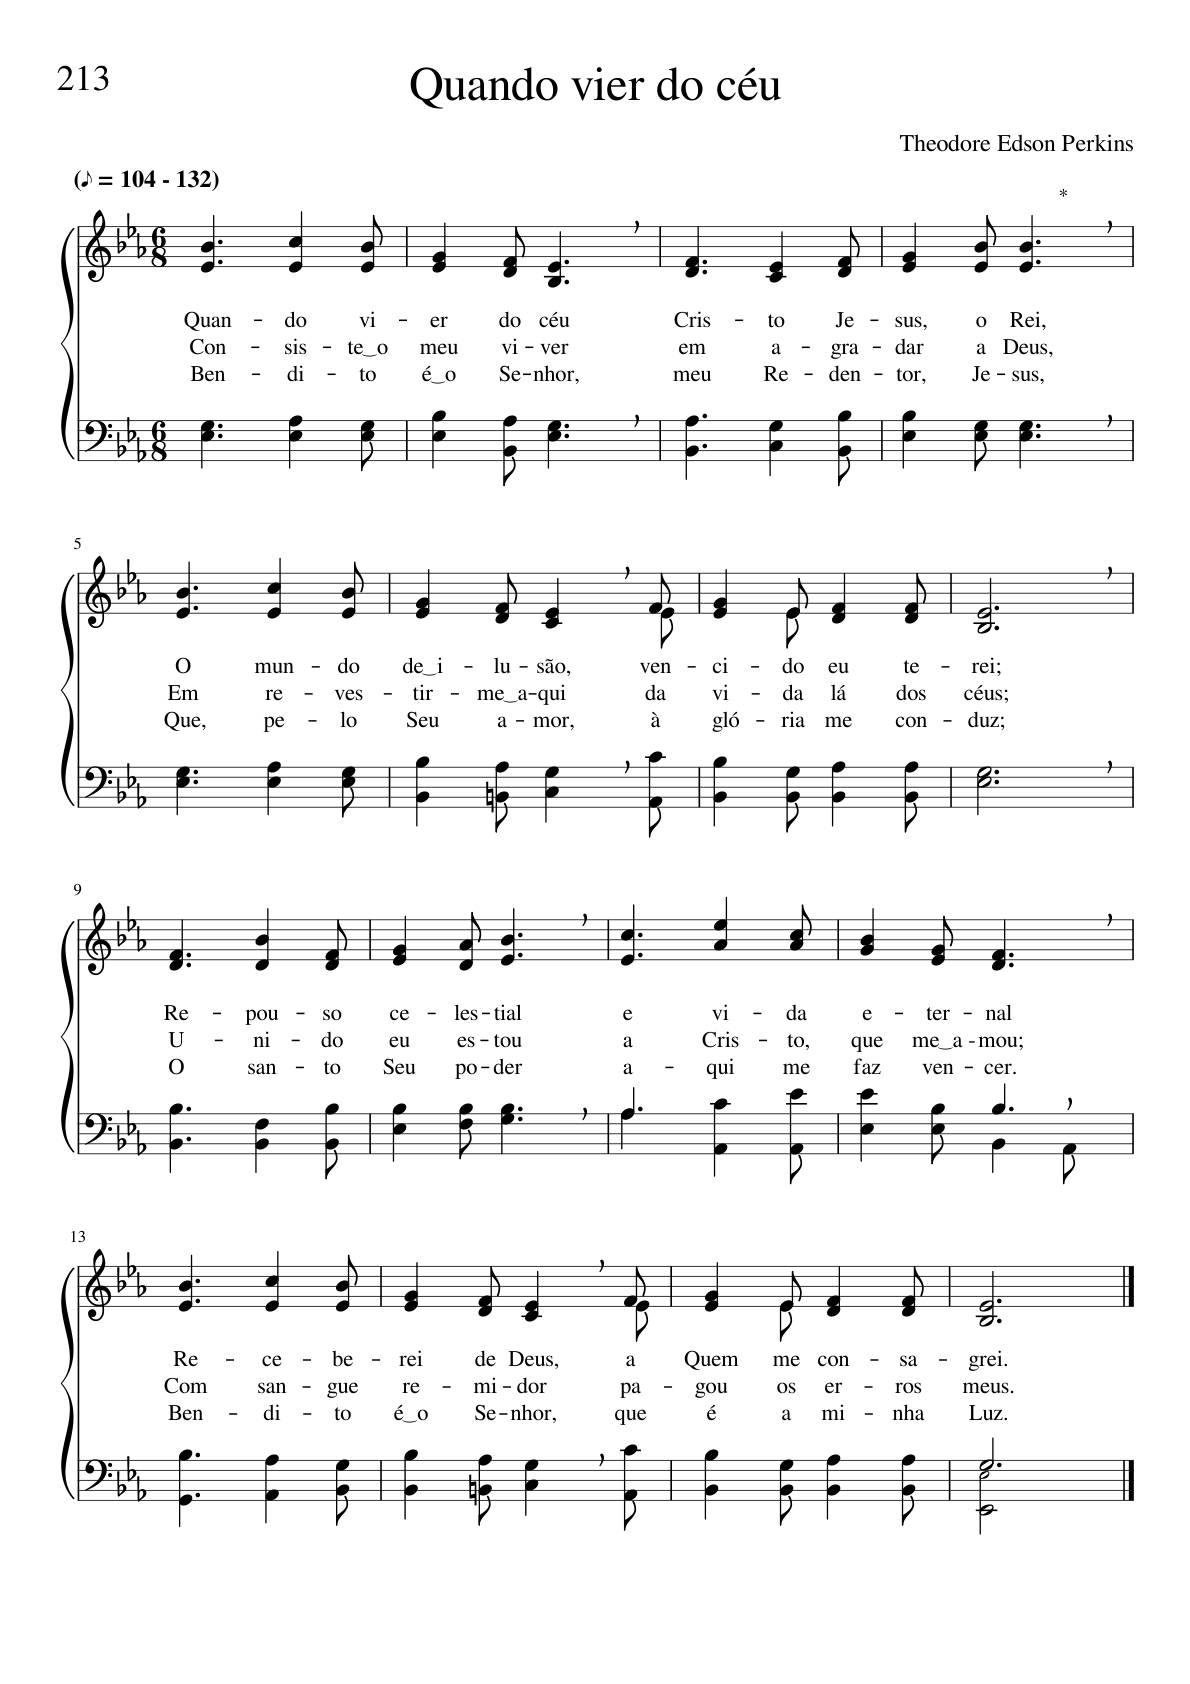 213
Quando vier do céu
Theodore Edson Perkins
(♪ = 104 - 132)
*
6 8
Quan - do vi - er do céu Cris - to Je - sus, o Rei,
Con - sis - te‿o meu vi - ver em a - gra - dar a Deus,
Ben - di - to é‿o Se - nhor, meu Re - den - tor, Je - sus,
6 8
5
O mun - do de‿i - lu - são, ven - ci - do eu te - rei;
Em re - ves - tir - me‿a - qui da vi - da lá dos céus;
Que, pe - lo Seu a - mor, à gló - ria me con - duz;
9
Re - pou - so ce - les - tial e vi - da e - ter - nal
U - ni - do eu es - tou a Cris - to, que me‿a - mou;
O san - to Seu po - der a - qui me faz ven - cer.
13
Re - ce - be - rei de Deus, a Quem me con - sa - grei.
Com san - gue re - mi - dor pa - gou os er - ros meus.
Ben - di - to é‿o Se - nhor, que é a mi - nha Luz.